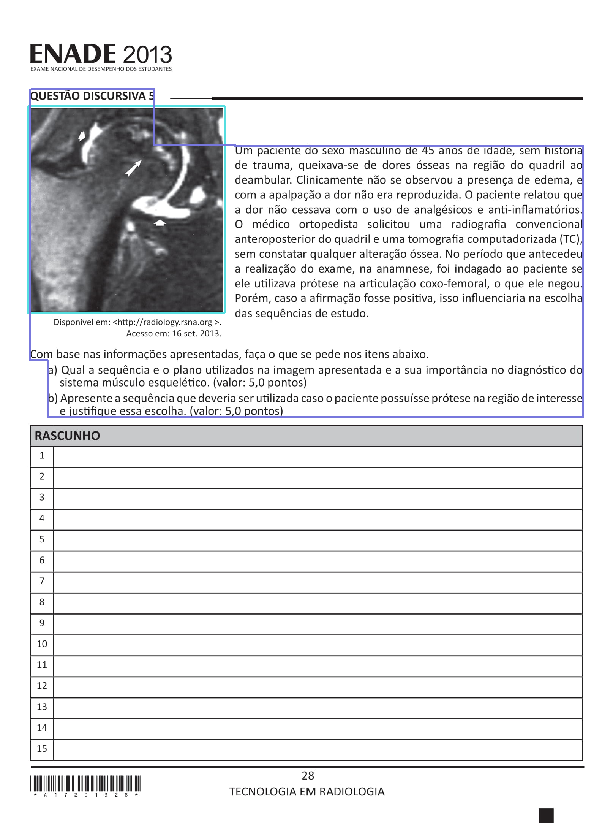 ENADE 2013
EXAME NACIONAL DE DESEMPENHO DOS ESTUDANTES
QUESTÃO DISCURSIVA 5
Um paciente do sexo masculino de 45 anos de idade, sem história
de trauma, queixava-se de dores ósseas na região do quadril ao
deambular. Clinicamente não se observou a presença de edema, e
com a apalpação a dor não era reproduzida. O paciente relatou que
a dor não cessava com o uso de analgésicos e anti-inflamatórios.
O médico ortopedista solicitou uma radiografia convencional
anteroposterior do quadril e uma tomografia computadorizada (TC),
sem constatar qualquer alteração óssea. No período que antecedeu
a realização do exame, na anamnese, foi indagado ao paciente se
ele utilizava prótese na articulação coxo-femoral, o que ele negou.
Porém, caso a afirmação fosse positiva, isso influenciaria na escolha
das sequências de estudo.
Disponível em: <http://radiology.rsna.org >.
Acesso em: 16 set. 2013.
Com base nas informações apresentadas, faça o que se pede nos itens abaixo.
a) Qual a sequência e o plano utilizados na imagem apresentada e a sua importância no diagnóstico do
sistema músculo esquelético. (valor: 5,0 pontos)
b) Apresente a sequência que deveria ser utilizada caso o paciente possuísse prótese na região de interesse
e justifique essa escolha. (valor: 5,0 pontos)
RASCUNHO
1
2
3
4
5
6
7
8
9
10
11
12
13
14
15
28
TECNOLOGIA EM RADIOLOGIA